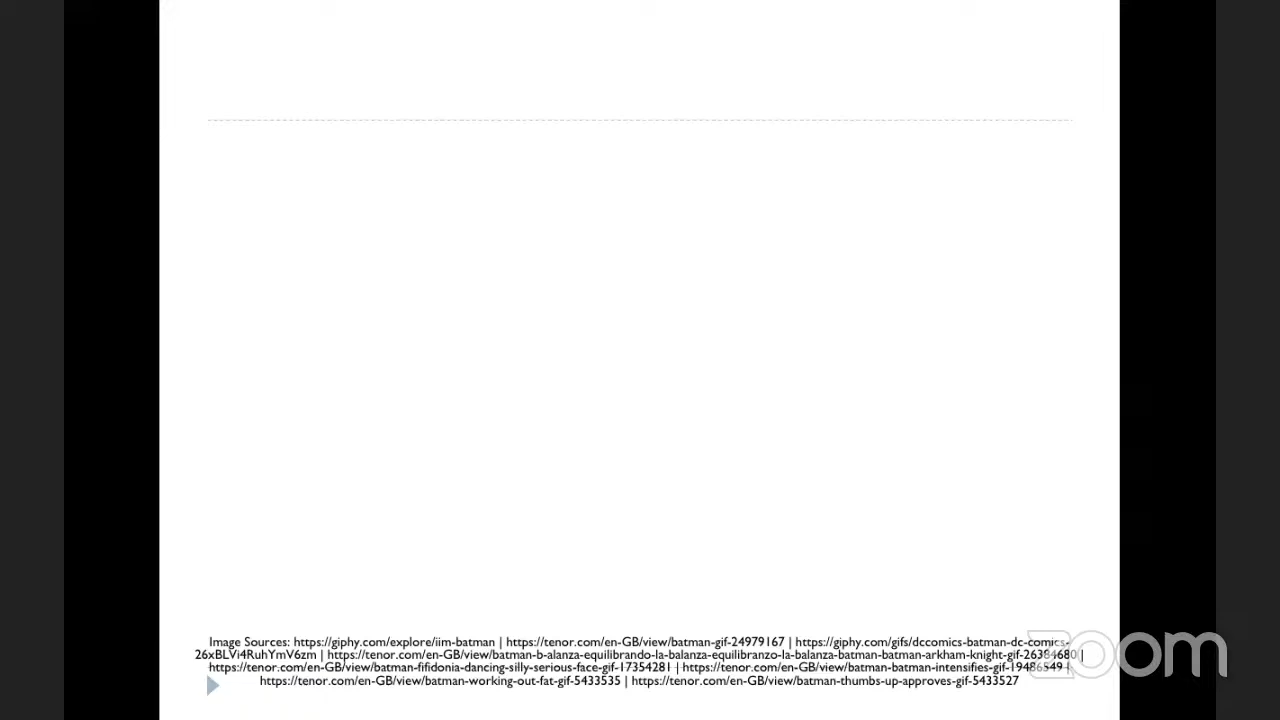 Image Sources: https://giphy.com/explore/iim-batman | https://tenor.com/en-GB/view/batman-gif-24979167 | https://giphy.com/gifs/dccomics-batman-dc-comics-
26xBLVi4RuhYmV6zm | https://tenor.com/en-GB/view/batman-b-alanza-equilibrando-la-balanza-equilibranzo-la-balanza-batman-batman-arkham-knight-gif-26384680 |
https://tenor.com/en-GB/view/batman-fifidonia-dancing-silly-serious-face-gif-17354281 | https://tenor.com/en-GB/view/batman-batman-intensifies-gif-19486549 |
https://tenor.com/en-GB/view/batman-working-out-fat-gif-5433535 | https://tenor.com/en-GB/view/batman-thumbs-up-approves-gif-5433527
zoom